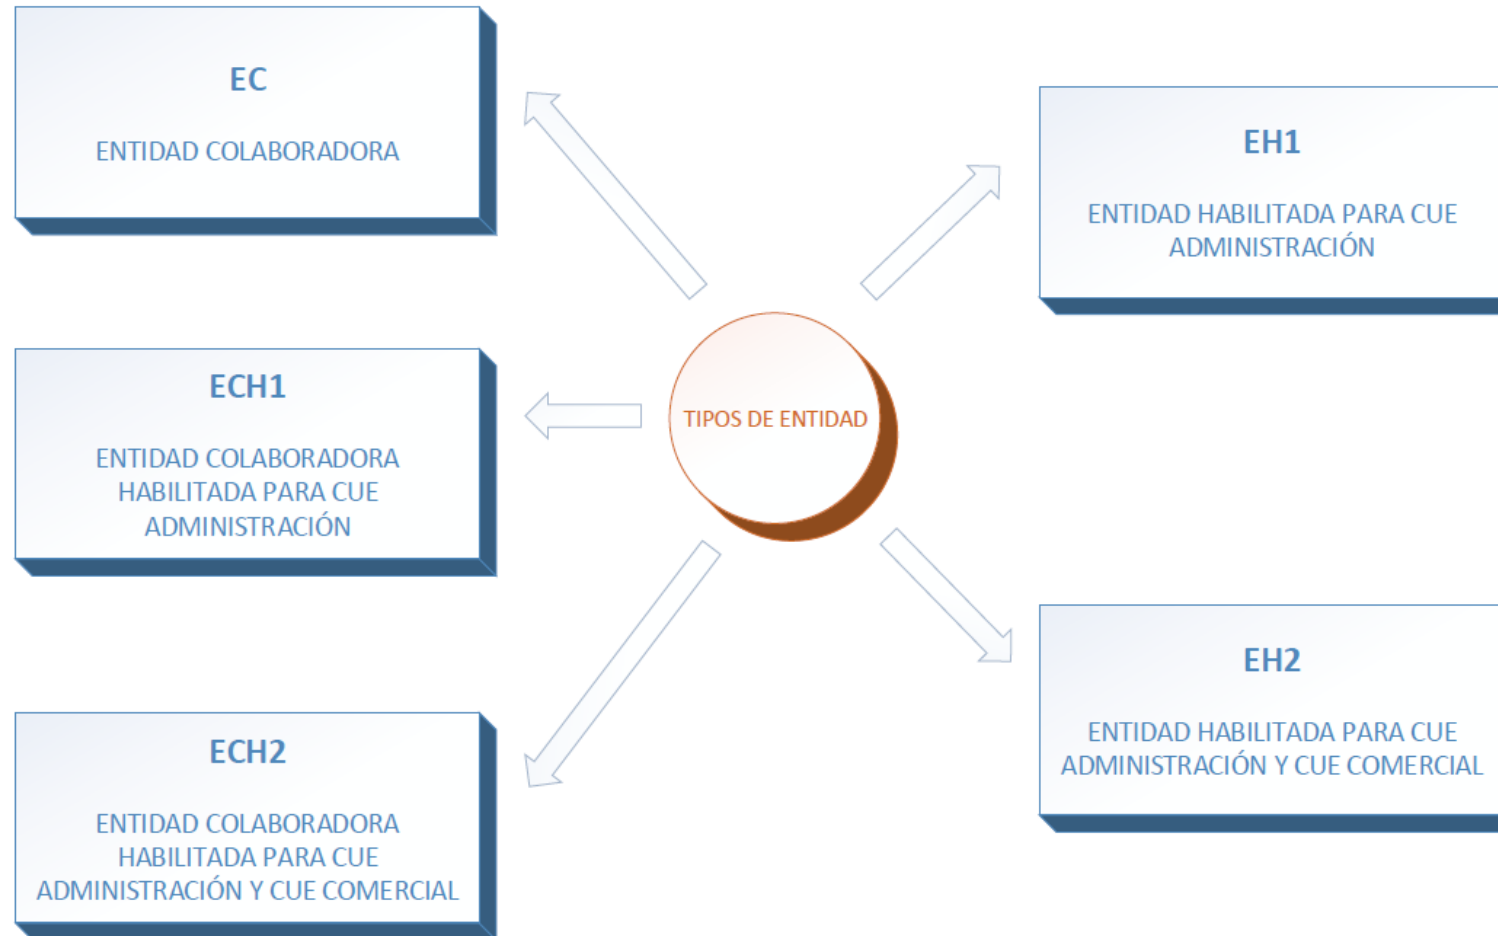 EC
ENTIDAD COLABORADORA
EH1
ENTIDAD HABILITADA PARA CUE
ADMINISTRACIÓN
ECH1
ENTIDAD COLABORADORA
HABILITADA PARA CUE
ADMINISTRACIÓN
TIPOS DE ENTIDAD
ECH2
ENTIDAD COLABORADORA
HABILITADA PARA CUE
ADMINISTRACIÓN Y CUE COMERCIAL
EH2
ENTIDAD HABILITADA PARA CUE
ADMINISTRACIÓN Y CUE COMERCIAL